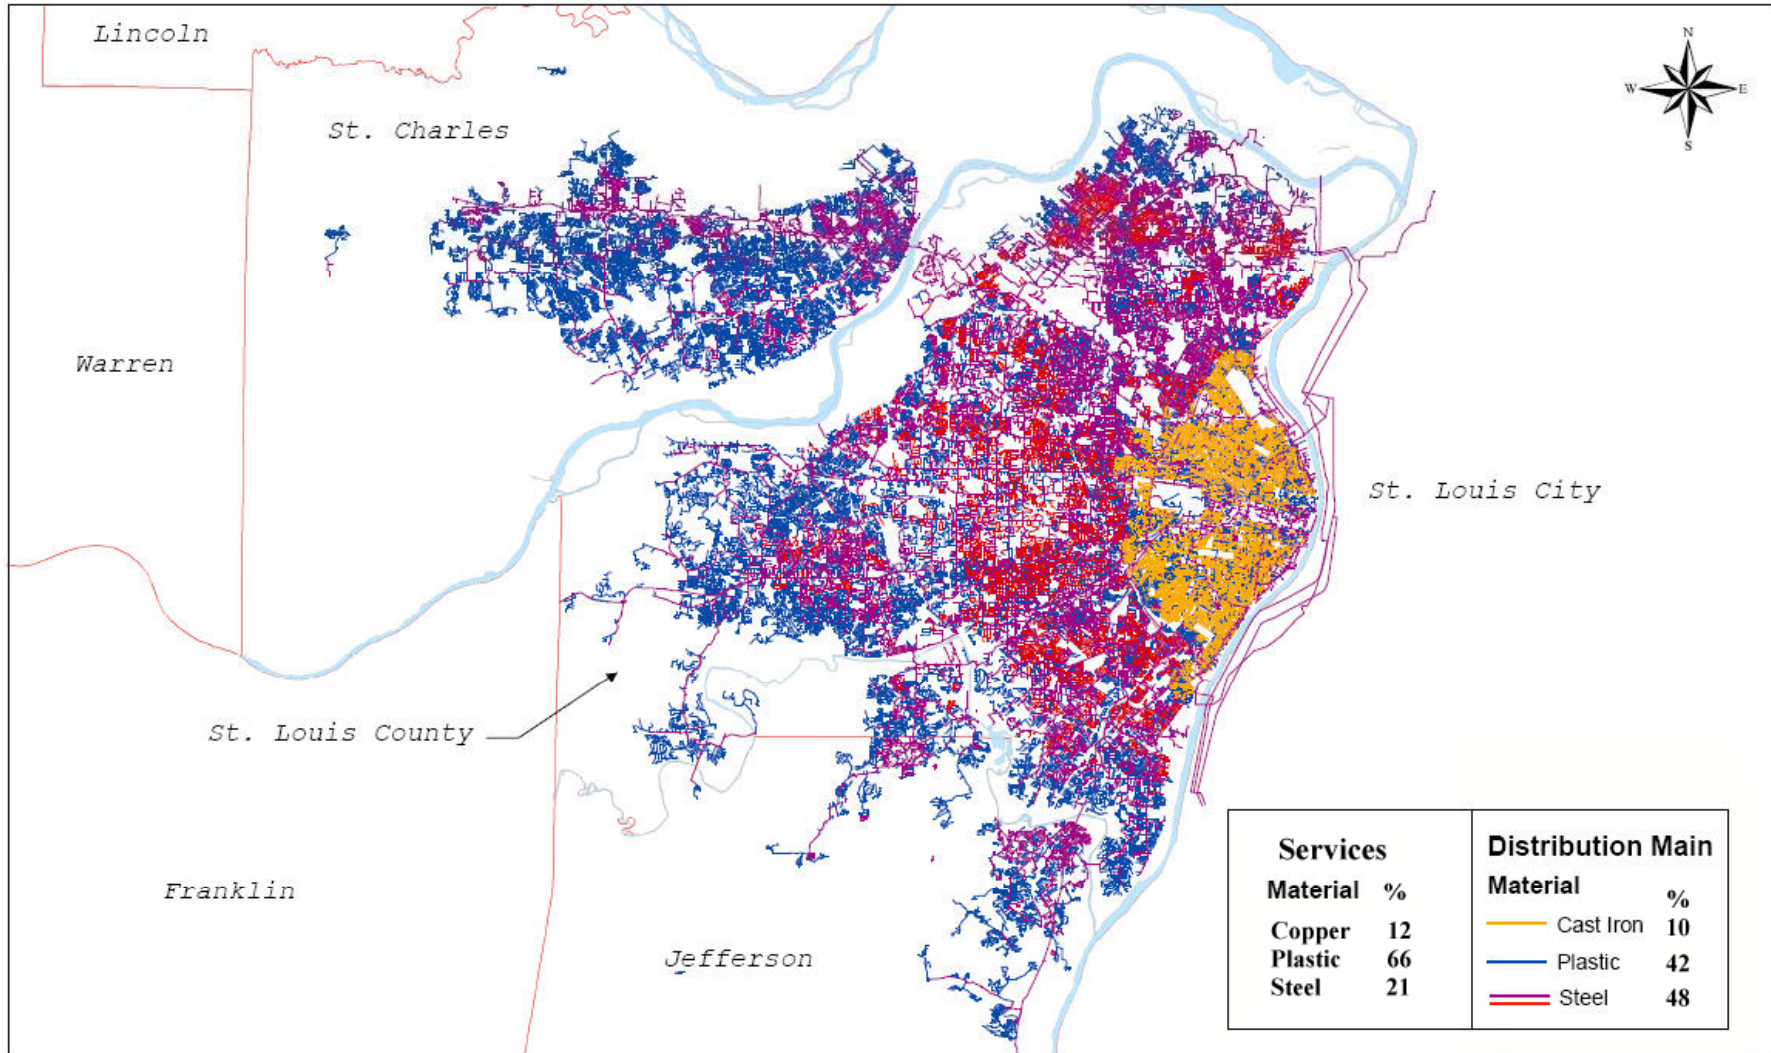 Lincoln
N
W E
S
St. Charles
Warren
St. Louis City
St. Louis County
Franklin
Jefferson
Services
Material %
Copper 12
Plastic 66
Steel 21
Distribution Main
Material %
Cast Iron 10
Plastic 42
Steel 48